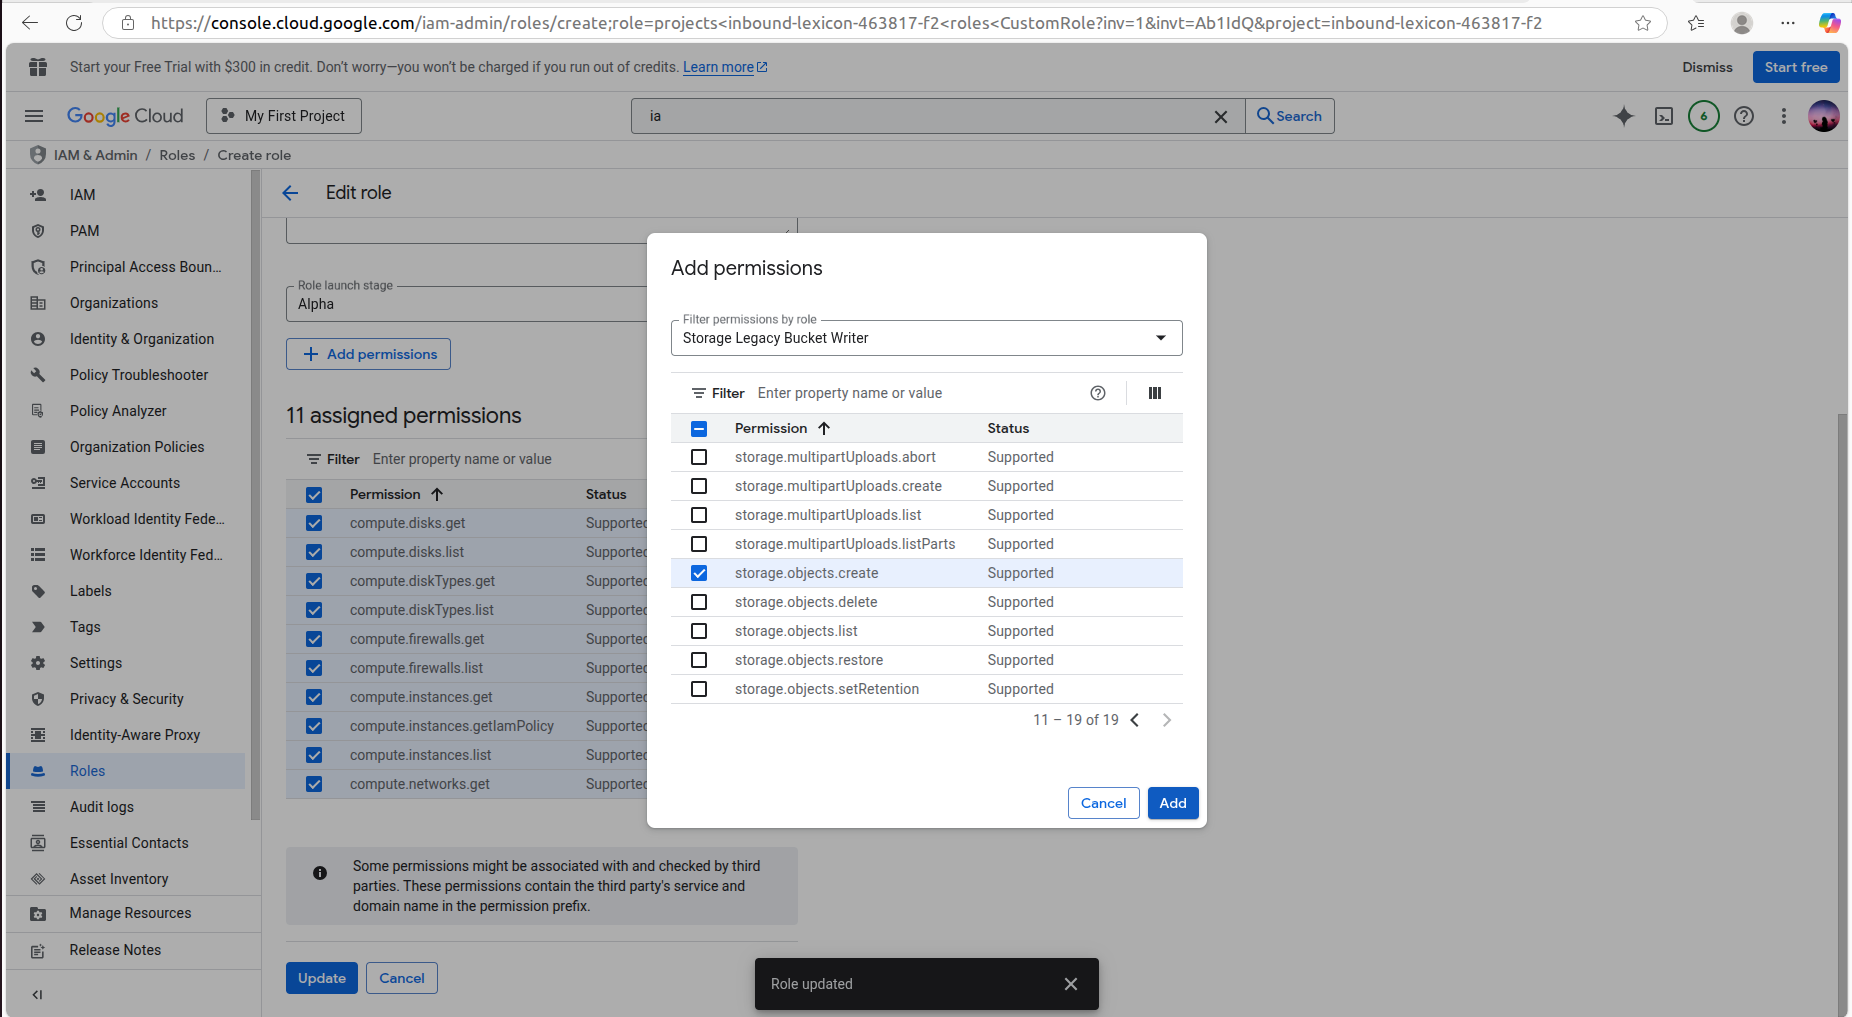 https://console.cloud.google.com/iam-admin/roles/create;role=projects<inbound-lexicon-463817-f2<roles<CustomRole?inv=1&invt=Ab1IdQ&project=inbound-lexicon-463817-f2
Start your Free Trial with $300 in credit. Don't worry—you won't be charged if you run out of credits. Learn more
Dismiss
Start free
Google Cloud
My First Project
ia
Search
6
IAM & Admin / Roles / Create role
IAM
PAM
Principal Access Boun...
Organizations
Identity & Organization
Policy Troubleshooter
Policy Analyzer
Organization Policies
Service Accounts
Workload Identity Fede...
Workforce Identity Fed...
Labels
Tags
Settings
Privacy & Security
Identity-Aware Proxy
Roles
Audit logs
Essential Contacts
Asset Inventory
Manage Resources
Release Notes
Edit role
Role launch stage
Alpha
Add permissions
11 assigned permissions
Filter Enter property name or value
Permission Status
compute.disks.get Supported
compute.disks.list Supported
compute.diskTypes.get Supported
compute.diskTypes.list Supported
compute.firewalls.get Supported
compute.firewalls.list Supported
compute.instances.get Supported
compute.instances.getIamPolicy Supported
compute.instances.list Supported
compute.networks.get Supported
Some permissions might be associated with and checked by third
parties. These permissions contain the third party's service and
domain name in the permission prefix.
Update
Cancel
Add permissions
Filter permissions by role
Storage Legacy Bucket Writer
Filter Enter property name or value
Permission Status
storage.multipartUploads.abort Supported
storage.multipartUploads.create Supported
storage.multipartUploads.list Supported
storage.multipartUploads.listParts Supported
storage.objects.create Supported
storage.objects.delete Supported
storage.objects.list Supported
storage.objects.restore Supported
storage.objects.setRetention Supported
11 – 19 of 19
Cancel
Add
Role updated